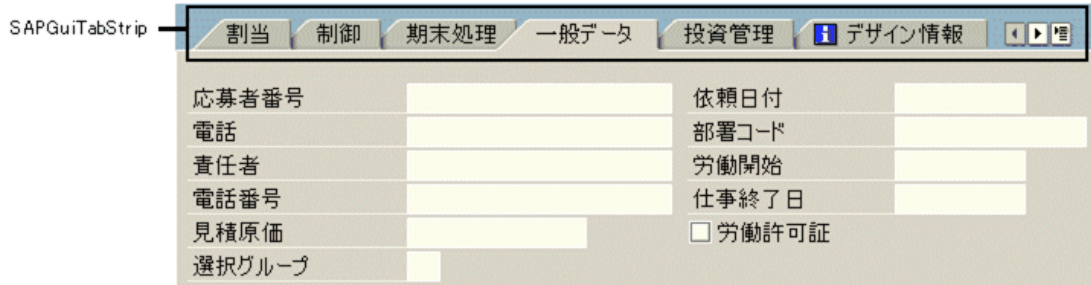 SAPGuiTabStrip
割当 制御 期末処理 一般データ 投資管理 デザイン情報
応募者番号 依頼日付
電話 部署コード
責任者 労働開始
電話番号 仕事終了日
見積原価 労働許可証
選択グループ